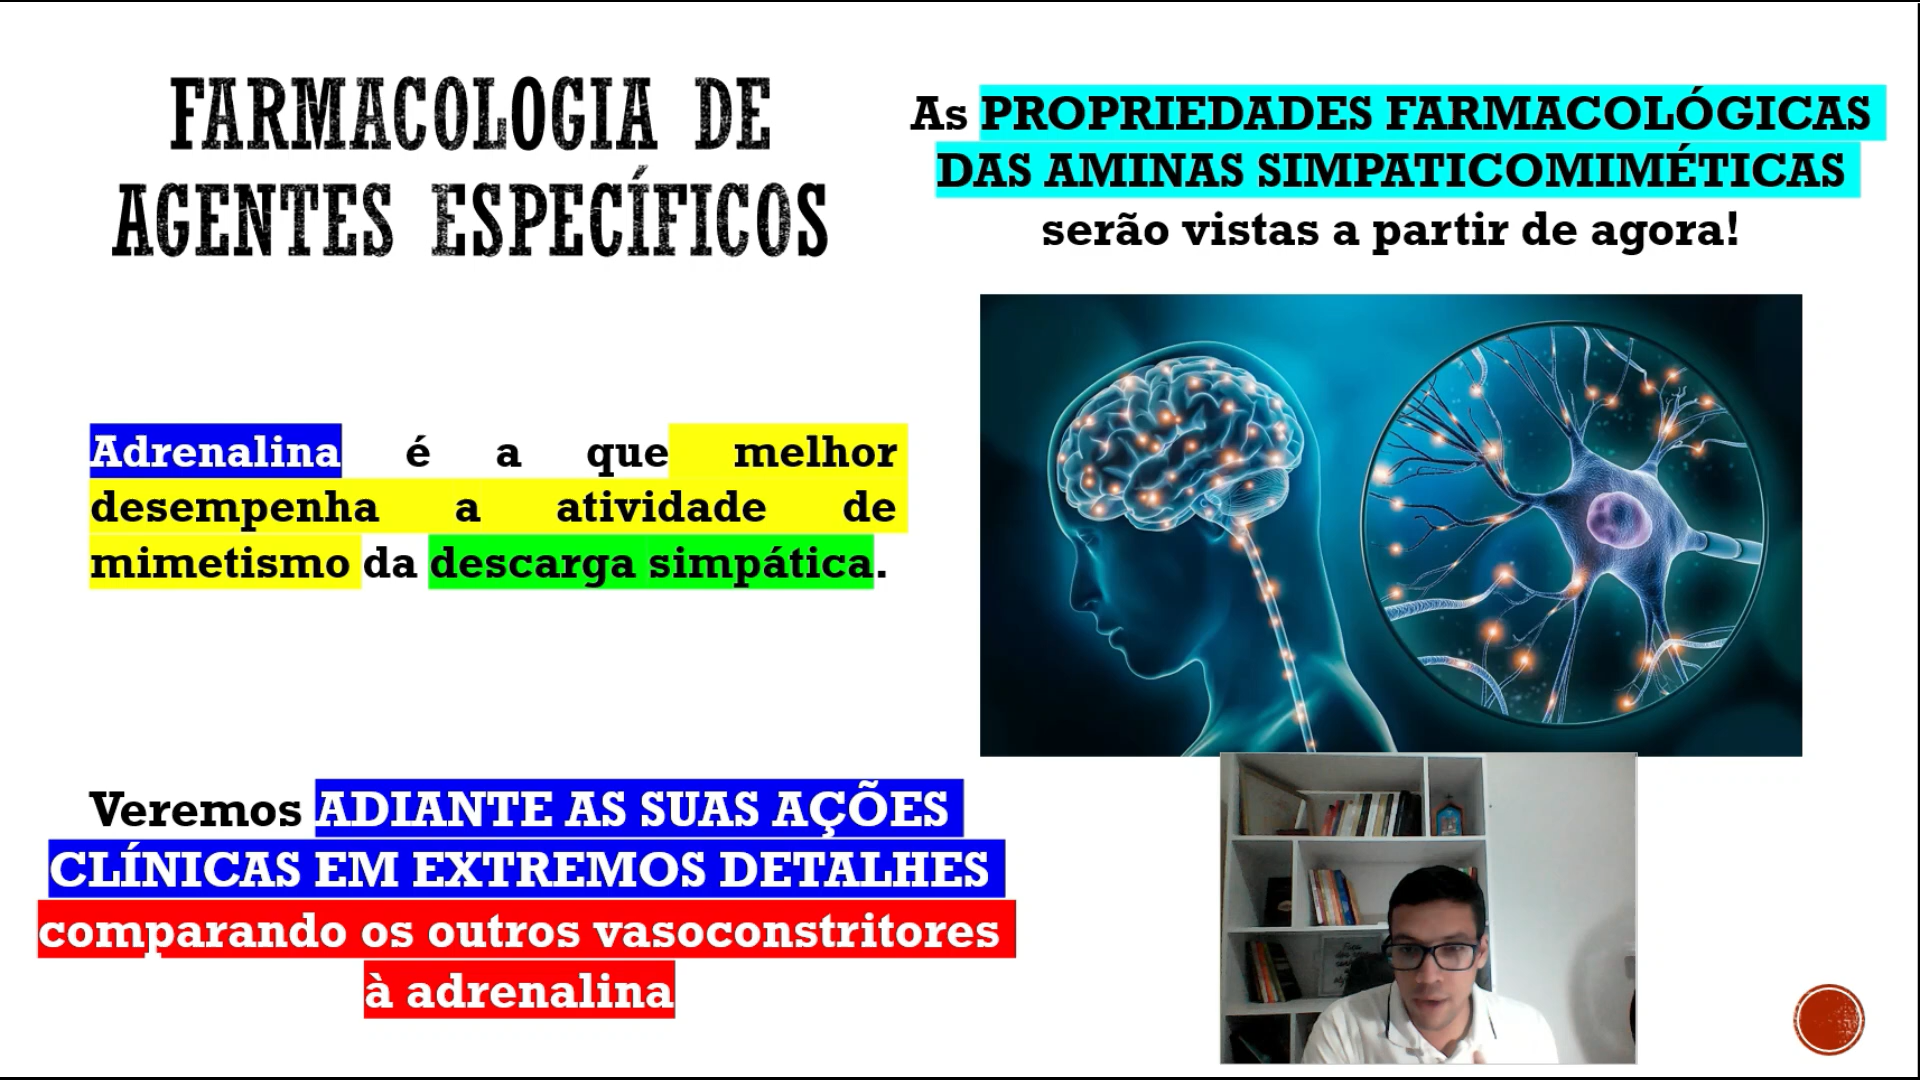 FARMACOLOGIA DE
AGENTES ESPECÍFICOS
As PROPRIEDADES FARMACOLÓGICAS
DAS AMINAS SIMPATICOMIMÉTICAS
serão vistas a partir de agora!
Adrenalina é a que melhor
desempenha a atividade de
mimetismo da descarga simpática.
Veremos ADIANTE AS SUAS AÇÕES
CLÍNICAS EM EXTREMOS DETALHES
comparando os outros vasoconstritores
à adrenalina